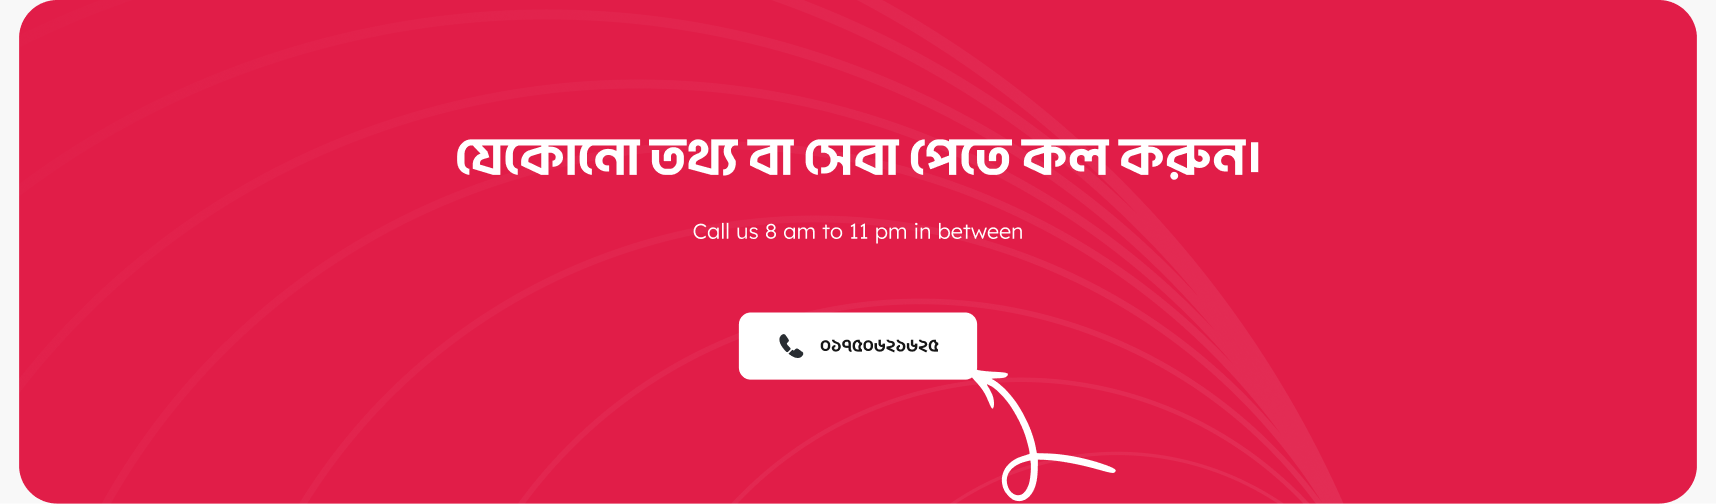 যেকোনো তথ্য বা সেবা পেতে কল করুন।
Call us 8 am to 11 pm in between
০১৭৫০৬২১৬২৫